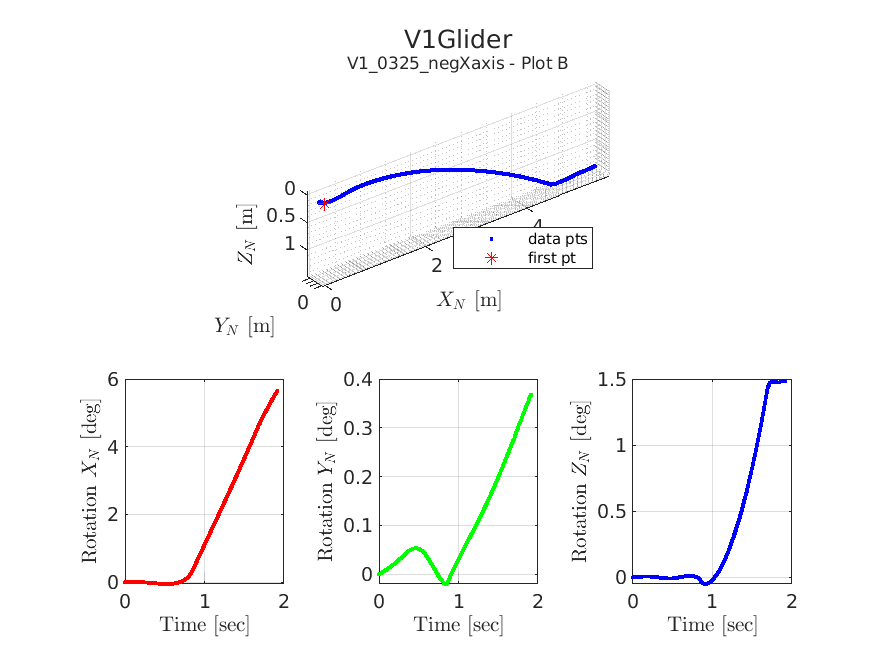 V1Glider
V1_0325_negXaxis - Plot B
0
0.5
1
Z_N [m]
0
Y_N [m]
0
2
4
X_N [m]
data pts
first pt
6
4
2
0
Rotation X_N [deg]
0 1 2
Time [sec]
0.4
0.3
0.2
0.1
0
Rotation Y_N [deg]
0 1 2
Time [sec]
1.5
1
0.5
0
Rotation Z_N [deg]
0 1 2
Time [sec]